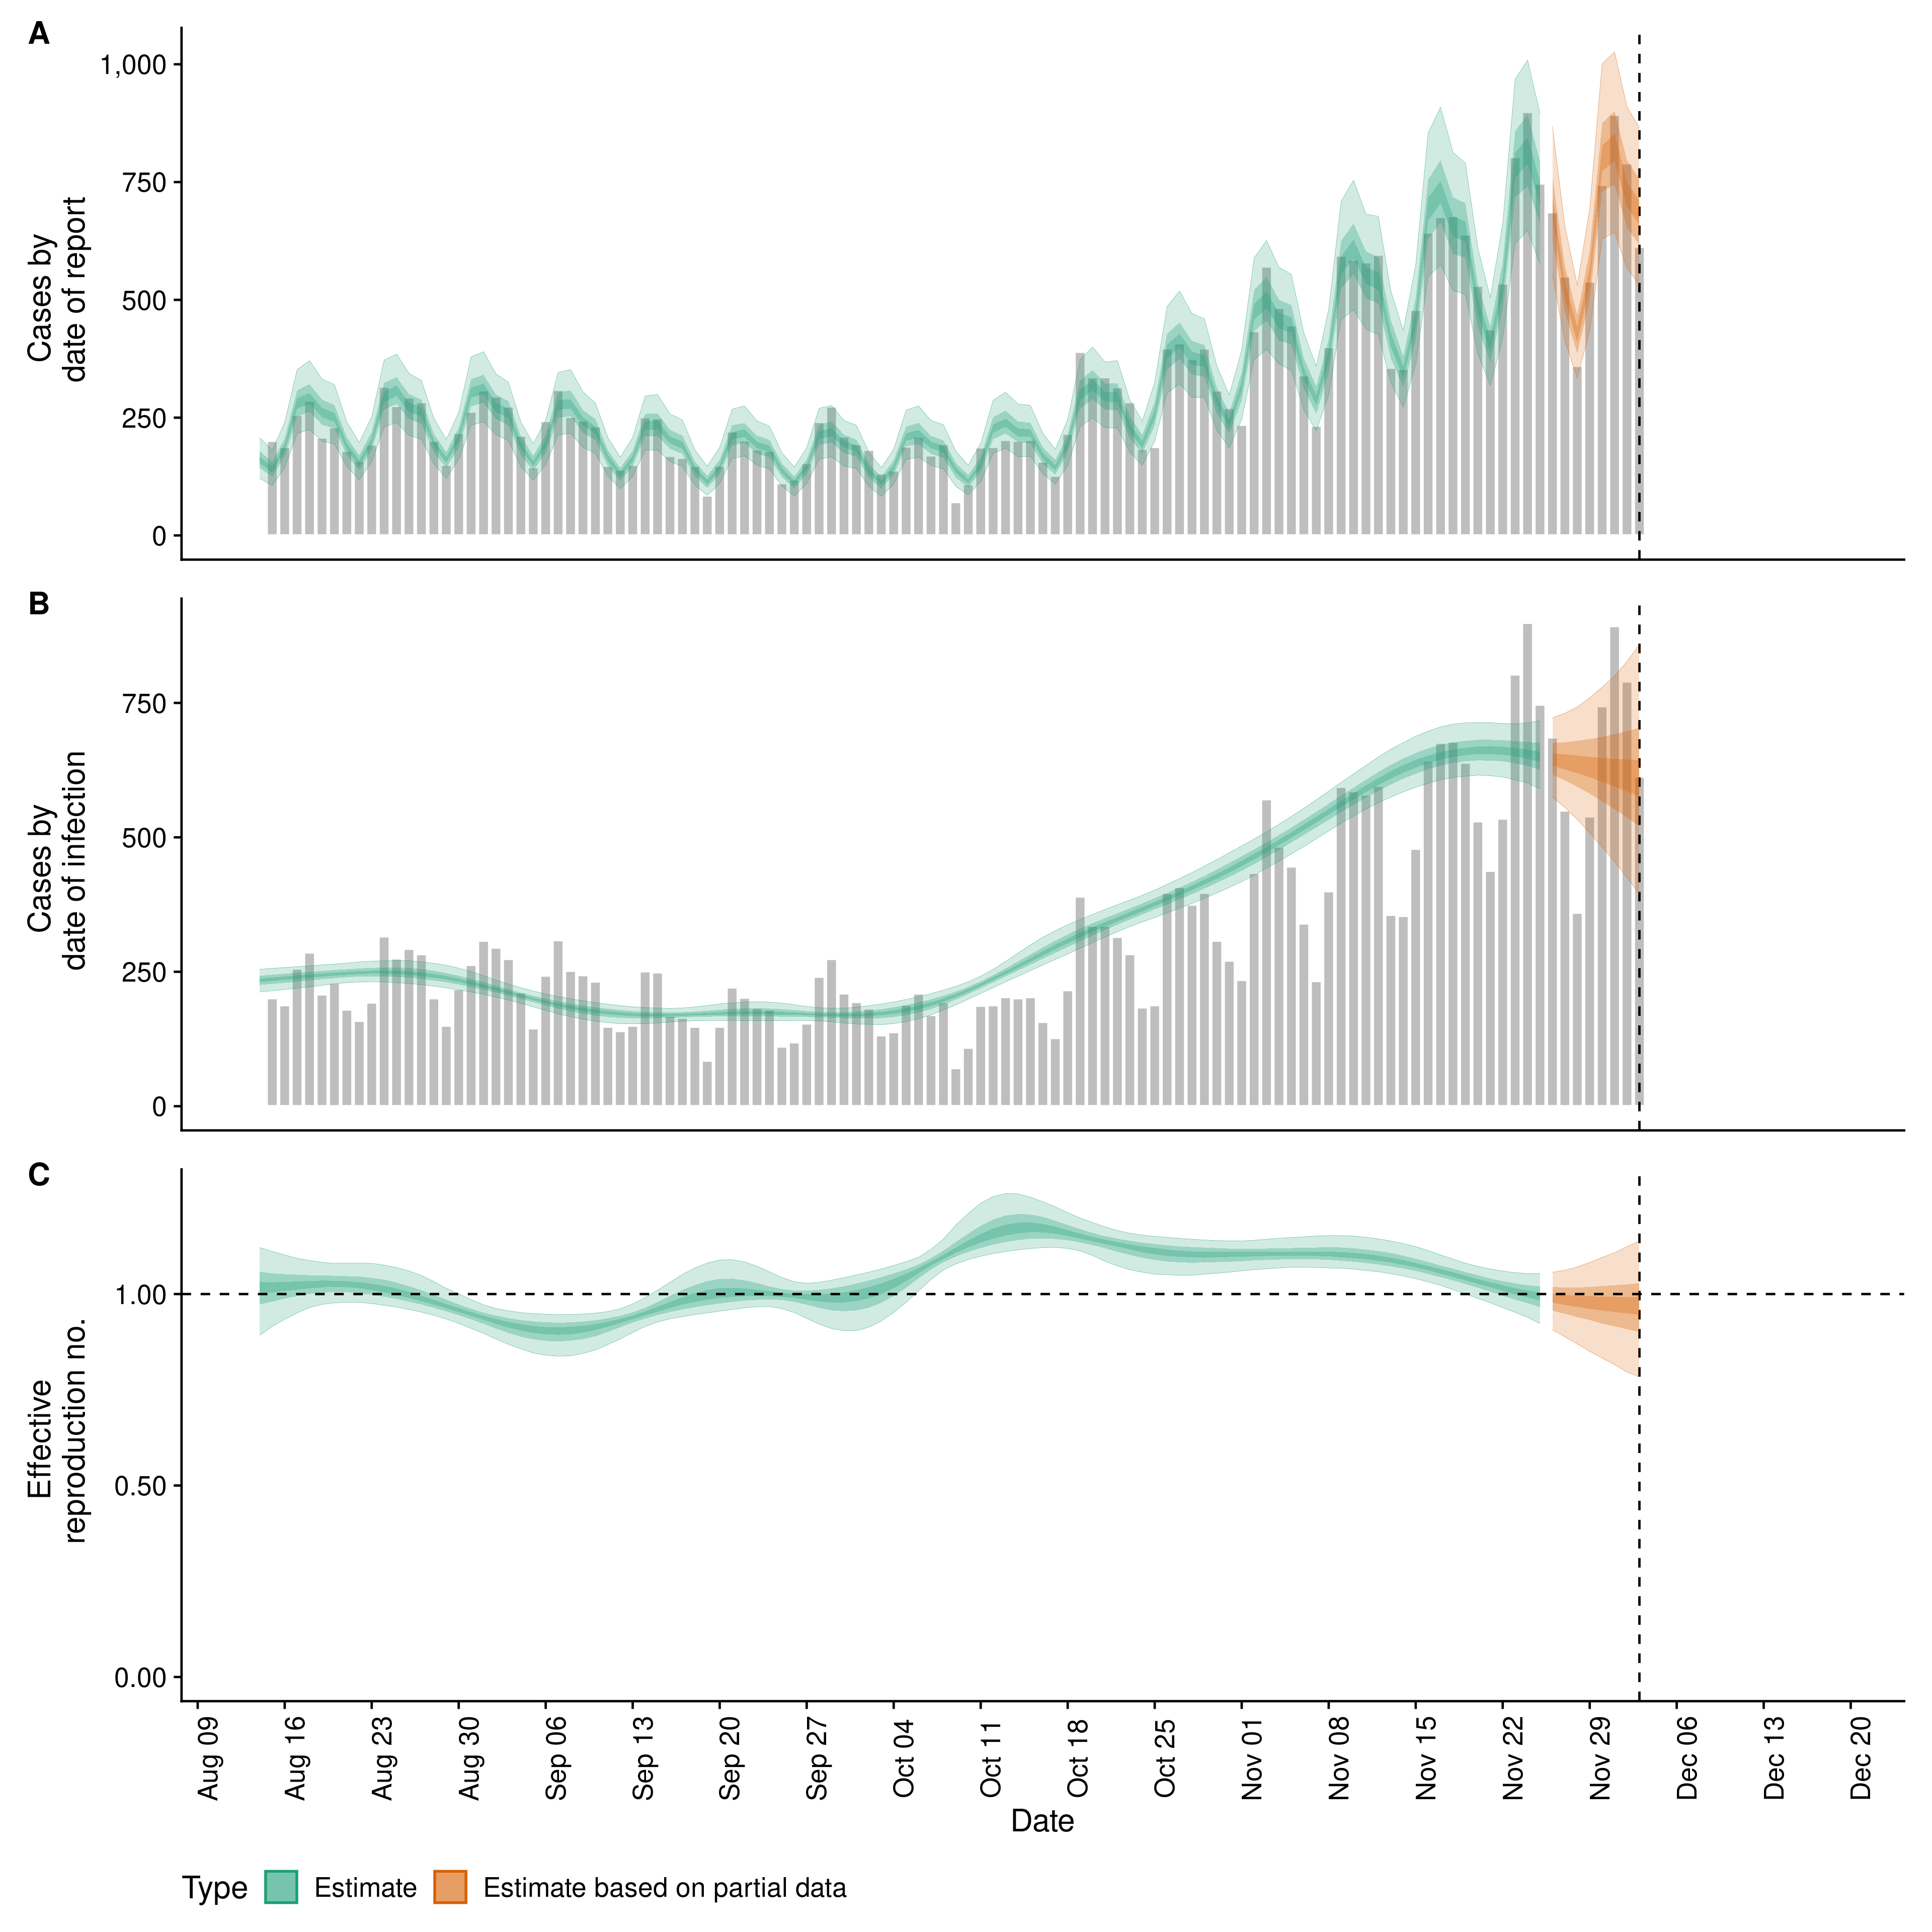 A
Cases by
date of report
1,000
750
500
250
0
B
Cases by
date of infection
750
500
250
0
C
Effective
reproduction no.
1.00
0.50
0.00
Aug 09
Aug 16
Aug 23
Aug 30
Sep 06
Sep 13
Sep 20
Sep 27
Oct 04
Oct 11
Oct 18
Oct 25
Nov 01
Nov 08
Nov 15
Nov 22
Nov 29
Dec 06
Dec 13
Dec 20
Date
Type Estimate Estimate based on partial data